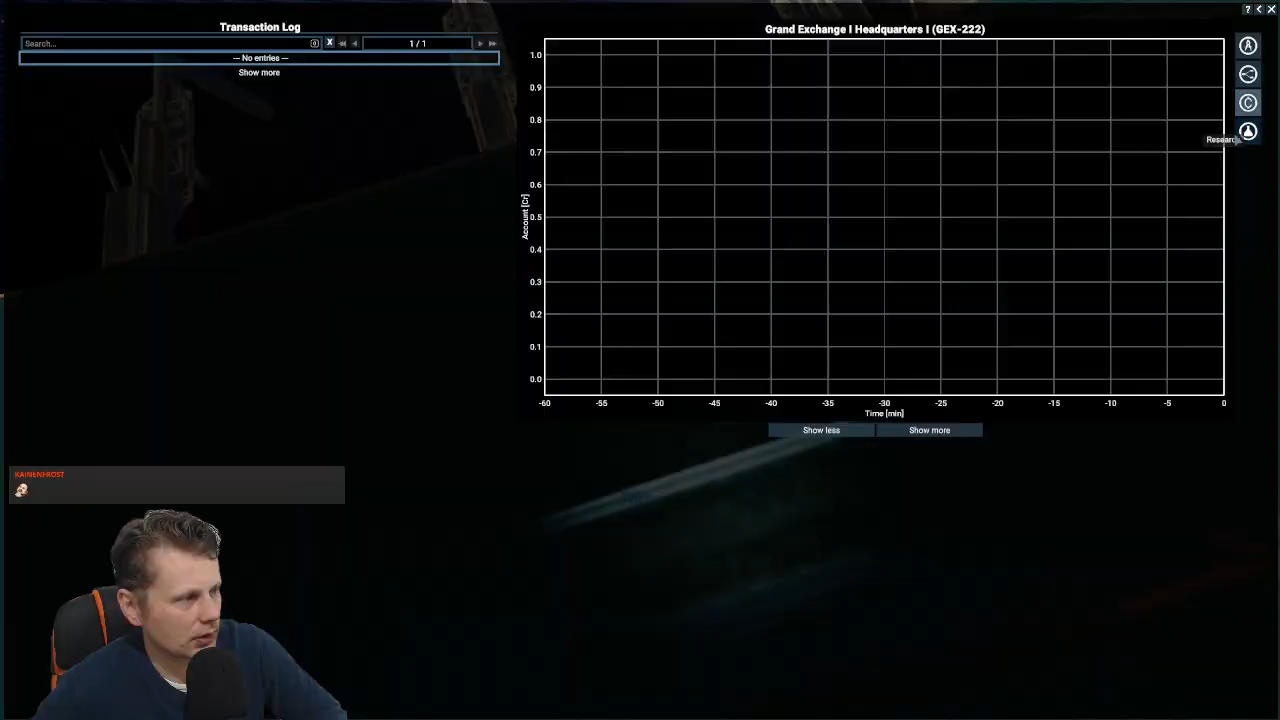 Transaction Log
Search...
0
X
1 / 1
--- No entries ---
Show more
Grand Exchange I Headquarters I (GEX-222)
? X
1.0
0.9
0.8
0.7
0.6
0.5
0.4
0.3
0.2
0.1
0.0
Account [Cr]
-60 -55 -50 -45 -40 -35 -30 -25 -20 -15 -10 -5 0
Time [min]
Show less Show more
Research
KAINENFROST